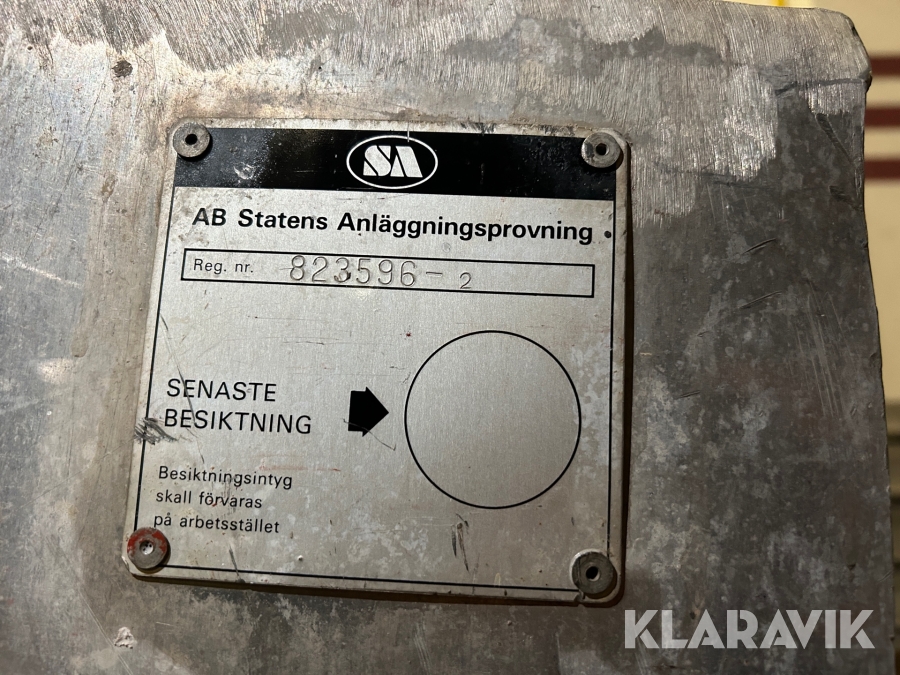 SA
AB Statens Anläggningsprovning
Reg. nr. 823596-2
SENASTE
BESIKTNING
Besiktningsintyg
skall förvaras
på arbetsstället
KLARAVIK